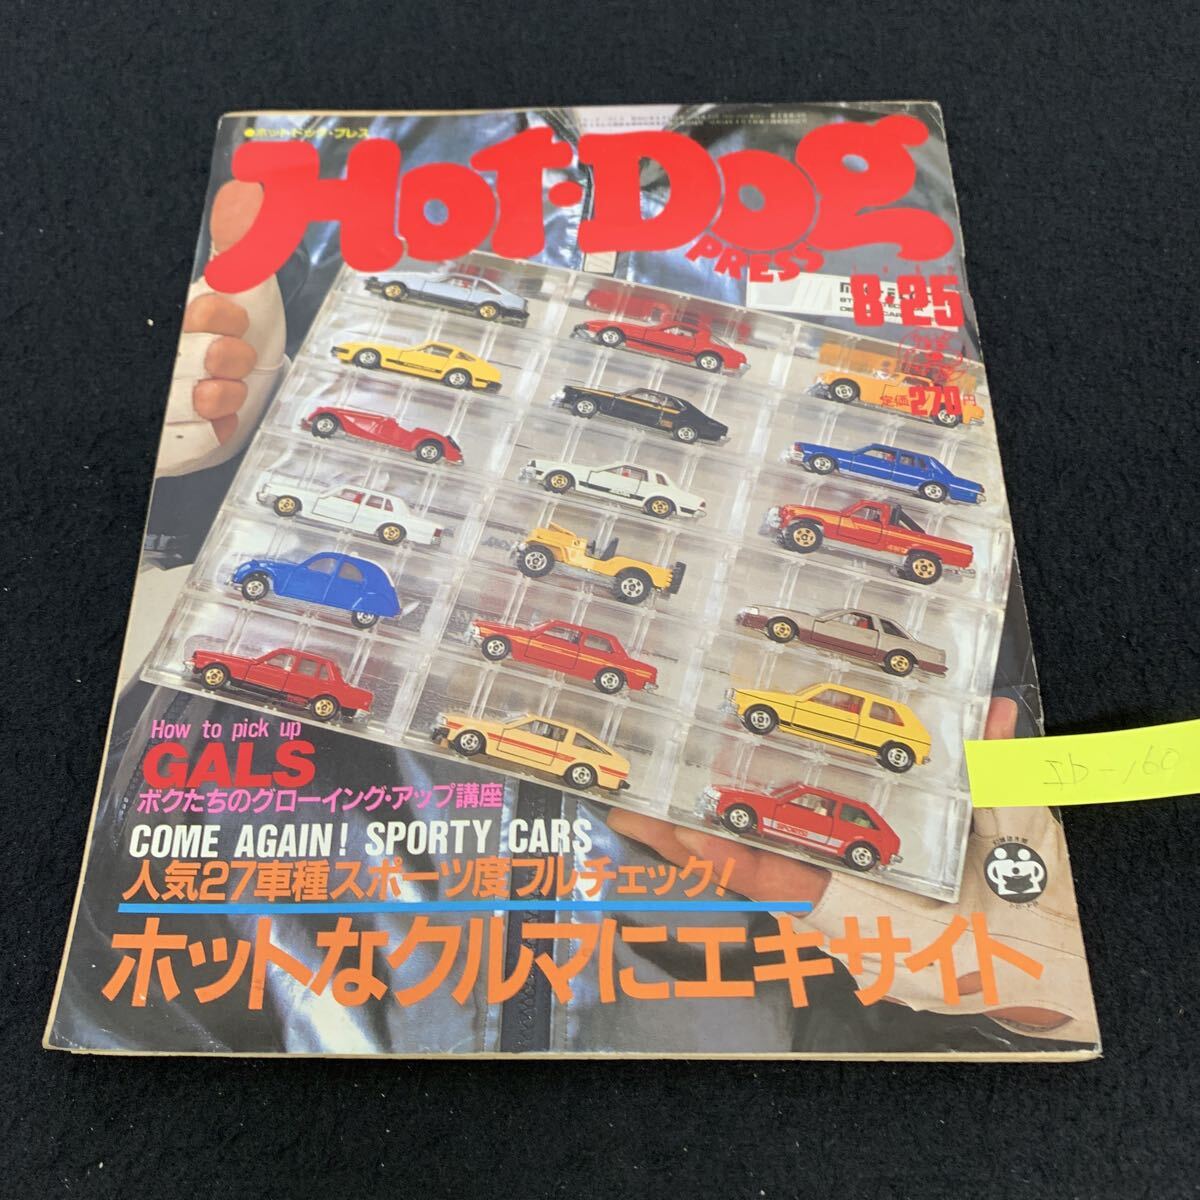 ●ホットドッグ・プレス
Hot-Dog
PRESS
8・25
定価270円
How to pick up
GALS
ボクたちのグローイング・アップ講座
COME AGAIN! SPORTY CARS
人気27車種スポーツ度フルチェック!
ホットなクルマにエキサイト
SPORTS